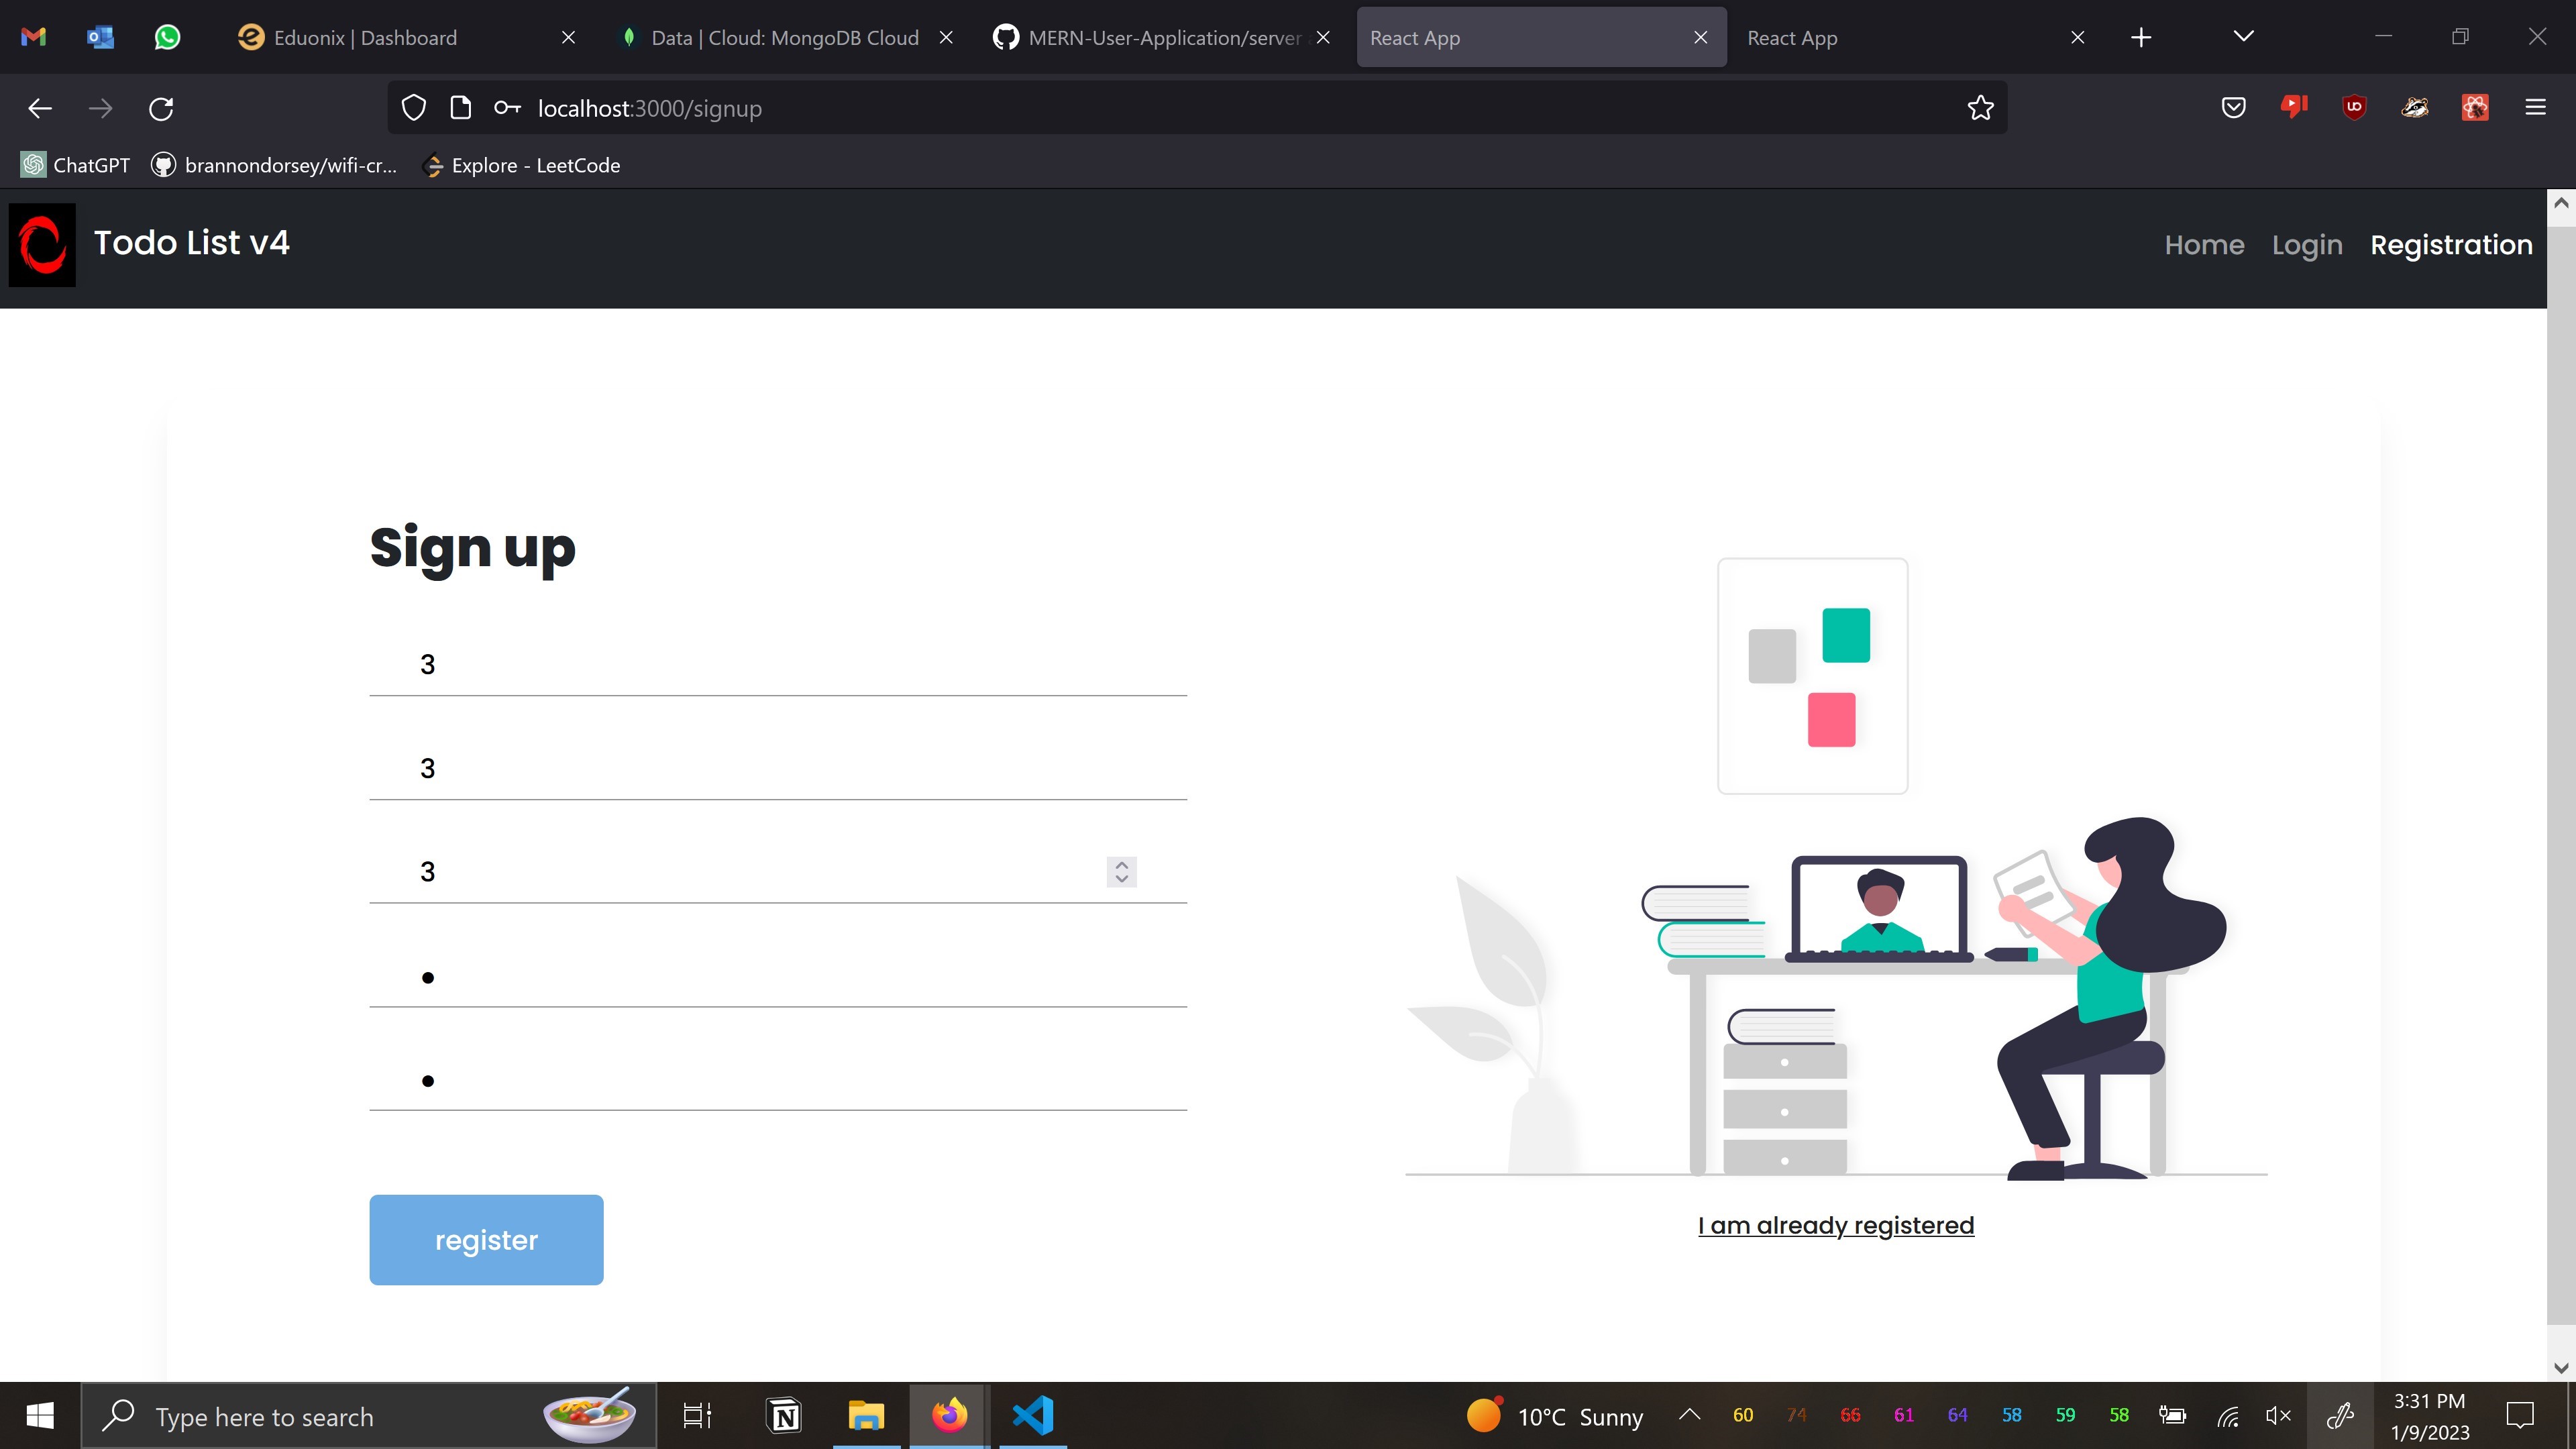 Eduonix | Dashboard
Data | Cloud: MongoDB Cloud
MERN-User-Application/server
React App
React App
localhost:3000/signup
ChatGPT
brannondorsey/wifi-cr...
Explore - LeetCode
Todo List v4
Home
Login
Registration
Sign up
3
3
3
register
I am already registered
Type here to search
10°C Sunny
60 74 66 61 64 58 59 58
3:31 PM
1/9/2023